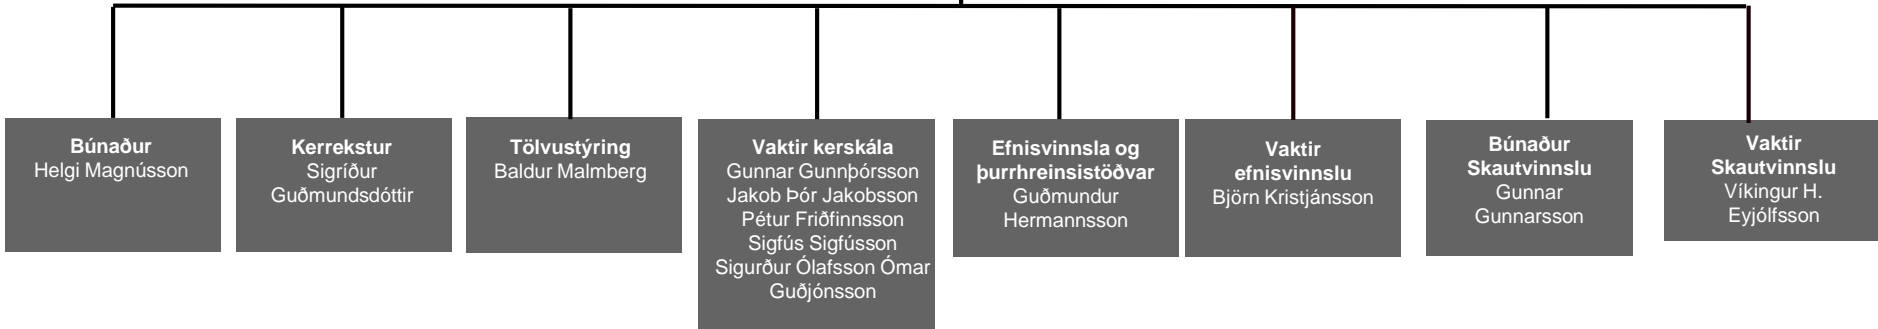 Búnaður
Helgi Magnússon
Kerrekstur
Sigríður
Guðmundsdóttir
Tölvustýring
Baldur Malmberg
Vaktir kerskála
Gunnar Gunnþórsson
Jakob Þór Jakobsson
Pétur Friðfinnsson
Sigfús Sigfússon
Sigurður Ólafsson Ómar
Guðjónsson
Efnisvinnsla og
þurrhreinsistöðvar
Guðmundur
Hermannsson
Vaktir
efnisvinnslu
Björn Kristjánsson
Búnaður
Skautvinnslu
Gunnar
Gunnarsson
Vaktir
Skautvinnslu
Víkingur H.
Eyjólfsson